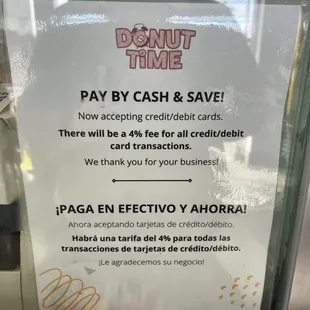 DONUT
TIME
PAY BY CASH & SAVE!
Now accepting credit/debit cards.
There will be a 4% fee for all credit/debit
card transactions.
We thank you for your business!
¡PAGA EN EFECTIVO Y AHORRA!
Ahora aceptando tarjetas de crédito/débito.
Habrá una tarifa del 4% para todas las
transacciones de tarjetas de crédito/débito.
¡Le agradecemos su negocio!